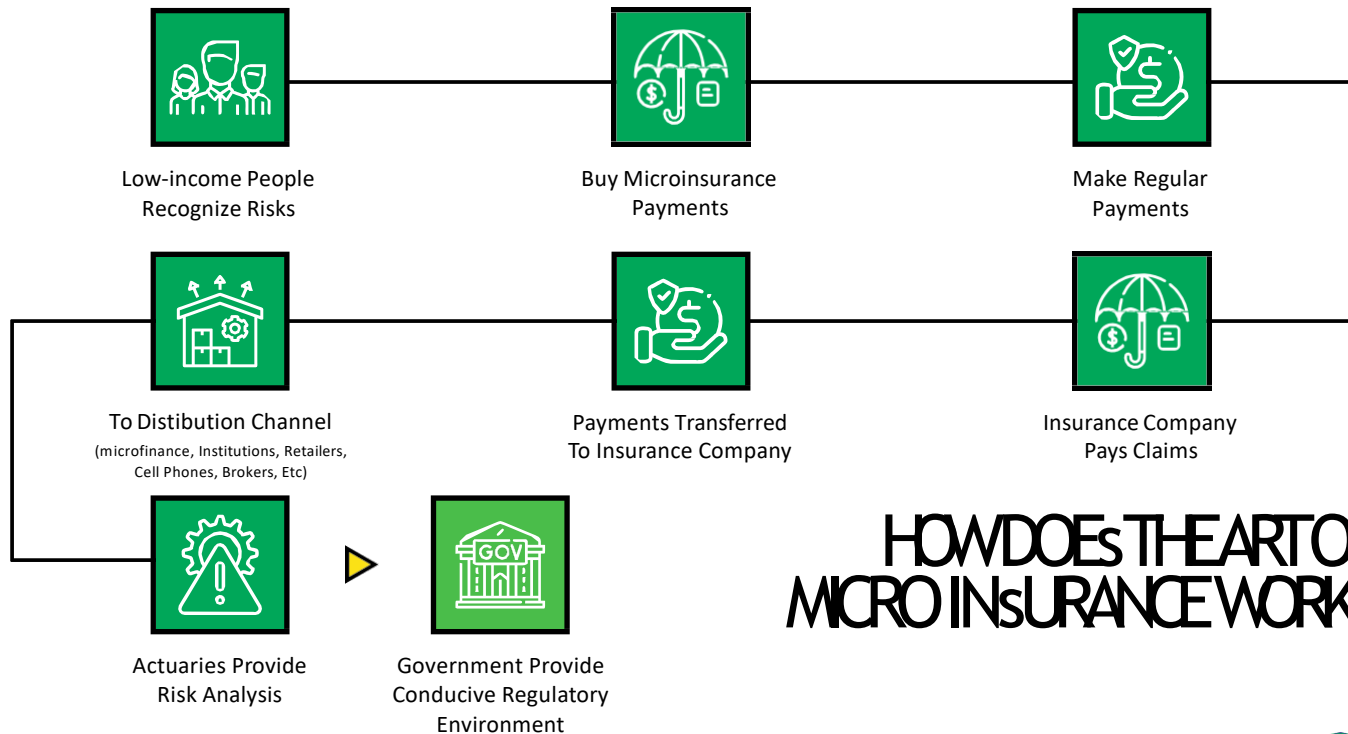 Low-income People
Recognize Risks
Buy Microinsurance
Payments
Make Regular
Payments
To Distibution Channel
(microfinance, Institutions, Retailers,
Cell Phones, Brokers, Etc)
Payments Transferred
To Insurance Company
Insurance Company
Pays Claims
GOV
Actuaries Provide
Risk Analysis
Government Provide
Conducive Regulatory
Environment
HOW DOEs THE ART O
MICRO INsURANCE WORK